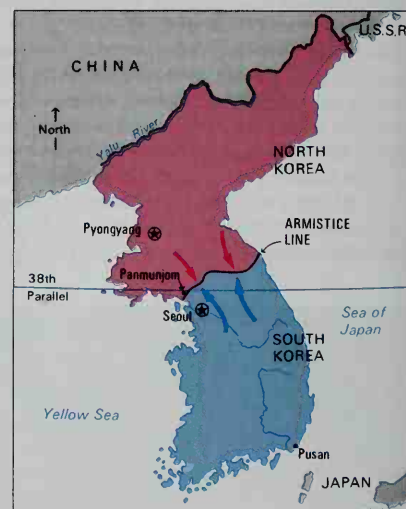 U.S.S.R
CHINA
North
Yalu River
NORTH
KOREA
Pyongyang
ARMISTICE
LINE
Panmunjom
38th
Parallel
Seoul
Sea of
Japan
SOUTH
KOREA
Yellow Sea
Pusan
JAPAN